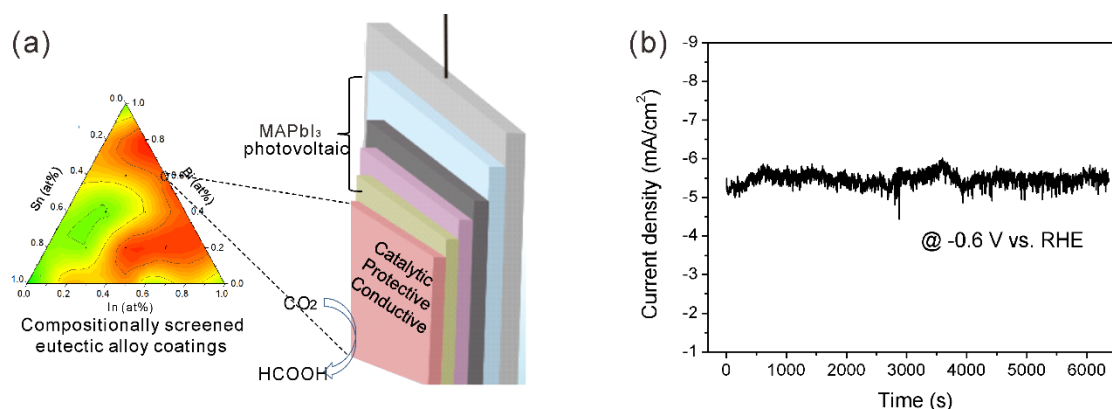 (a)
MAPbI₃
photovoltaic
0.0
1.0
0.2
0.8
0.4
0.6
Sn(at%)
Bi (at%)
0.6
0.4
0.8
0.2
1.0
0.0
0.2
0.4
0.6
0.8
1.0
In (at%)
Compositionally screened
eutectic alloy coatings
Catalytic
Protective
Conductive
CO₂
HCOOH
(b)
Current density (mA/cm²)
-9
-8
-7
-6
-5
-4
-3
-2
-1
@ -0.6 V vs. RHE
0
1000
2000
3000
4000
5000
6000
Time (s)